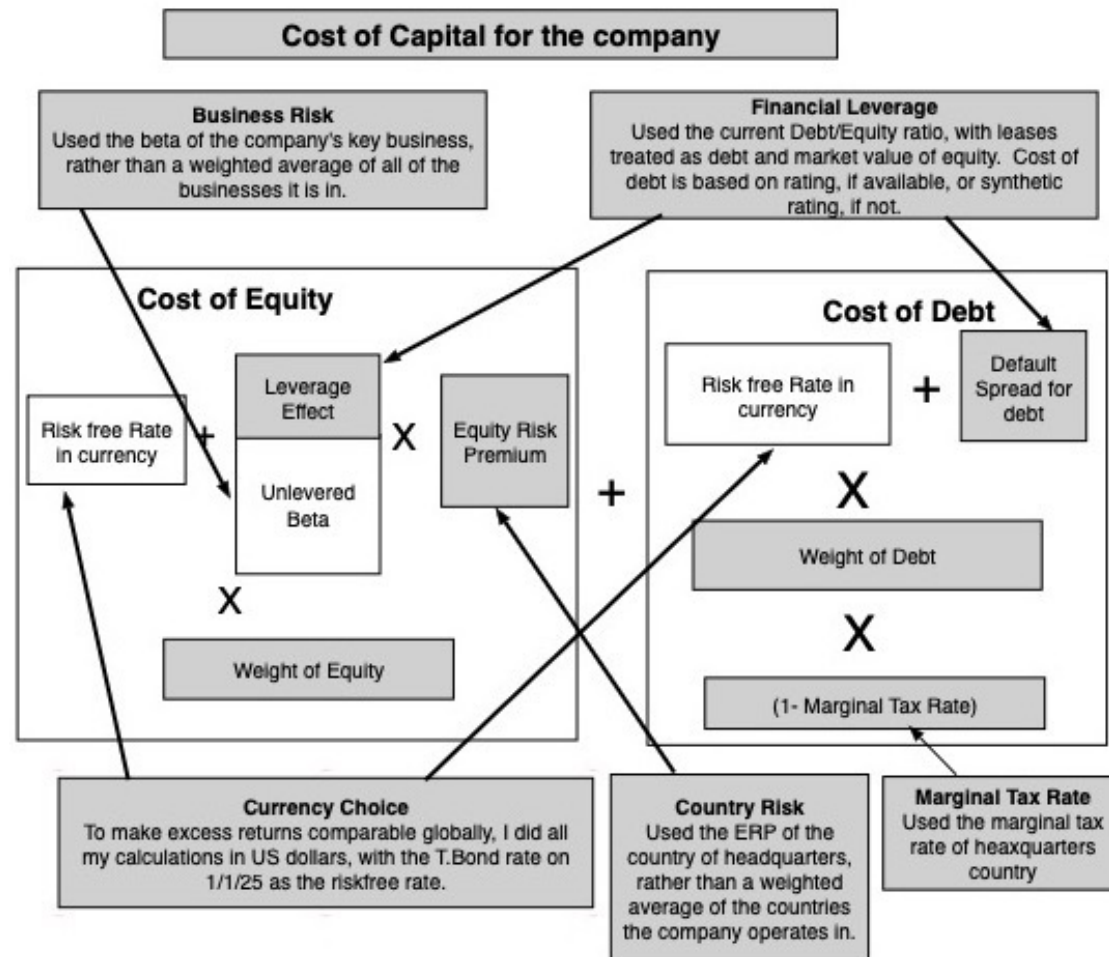 Cost of Capital for the company
Business Risk
Used the beta of the company's key business,
rather than a weighted average of all of the
businesses it is in.
Financial Leverage
Used the current Debt/Equity ratio, with leases
treated as debt and market value of equity. Cost of
debt is based on rating, if available, or synthetic
rating, if not.
Cost of Equity
Risk free Rate
in currency
+
Leverage
Effect
Unlevered
Beta
X
Equity Risk
Premium
X
Weight of Equity
+
Cost of Debt
Risk free Rate in
currency
+
Default
Spread for
debt
X
Weight of Debt
X
(1- Marginal Tax Rate)
Currency Choice
To make excess returns comparable globally, I did all
my calculations in US dollars, with the T.Bond rate on
1/1/25 as the riskfree rate.
Country Risk
Used the ERP of the
country of headquarters,
rather than a weighted
average of the countries
the company operates in.
Marginal Tax Rate
Used the marginal tax
rate of heaxquarters
country